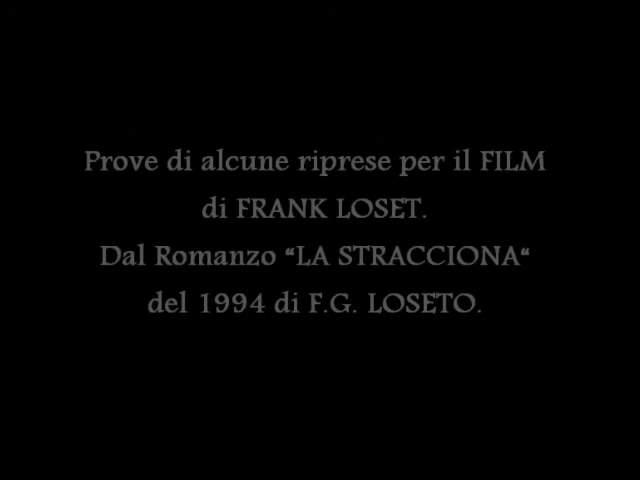 Prove di alcune riprese per il FILM
di FRANK LOSET.
Dal Romanzo “LA STRACCIONA“
del 1994 di F.G. LOSETO.